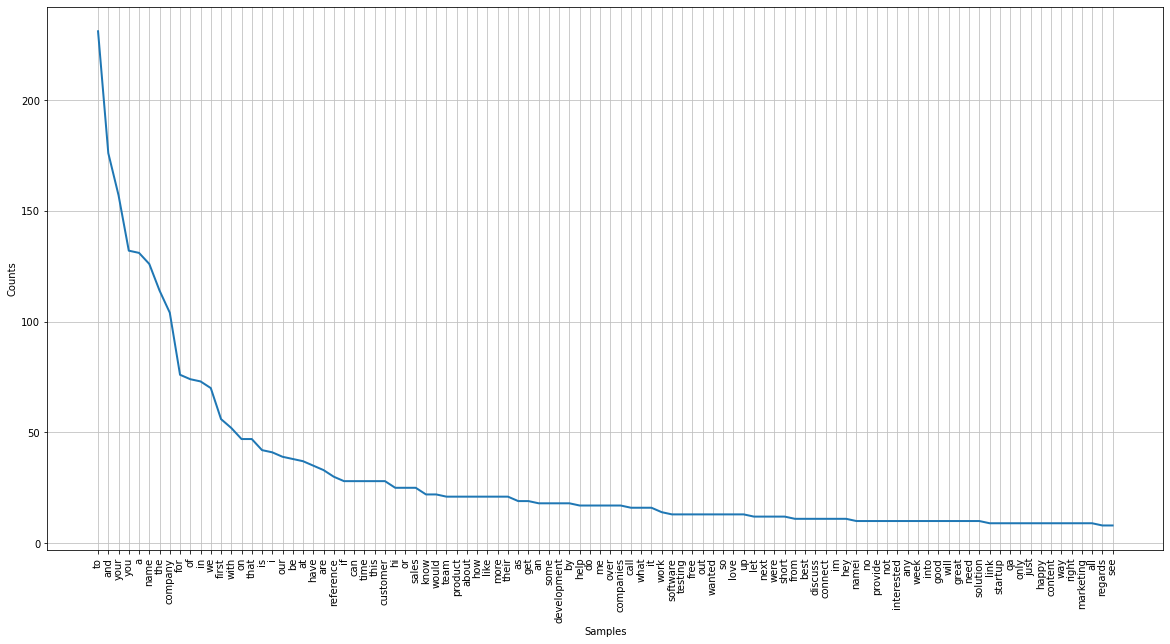 200
150
100
50
0
Counts
to
and
your
you
a
name
the
company
for
of
in
we
first
with
on
that
is
i
our
be
at
have
are
reference
if
can
time
this
customer
hi
or
sales
know
would
team
product
about
how
like
more
their
as
get
an
some
development
by
help
do
me
over
companies
call
what
it
work
software
testing
free
out
wanted
so
love
up
let
next
were
short
from
best
discuss
connect
im
hey
namei
no
provide
not
interested
any
week
into
good
will
great
need
solution
link
startup
qa
only
just
happy
content
way
right
marketing
all
regards
see
Samples